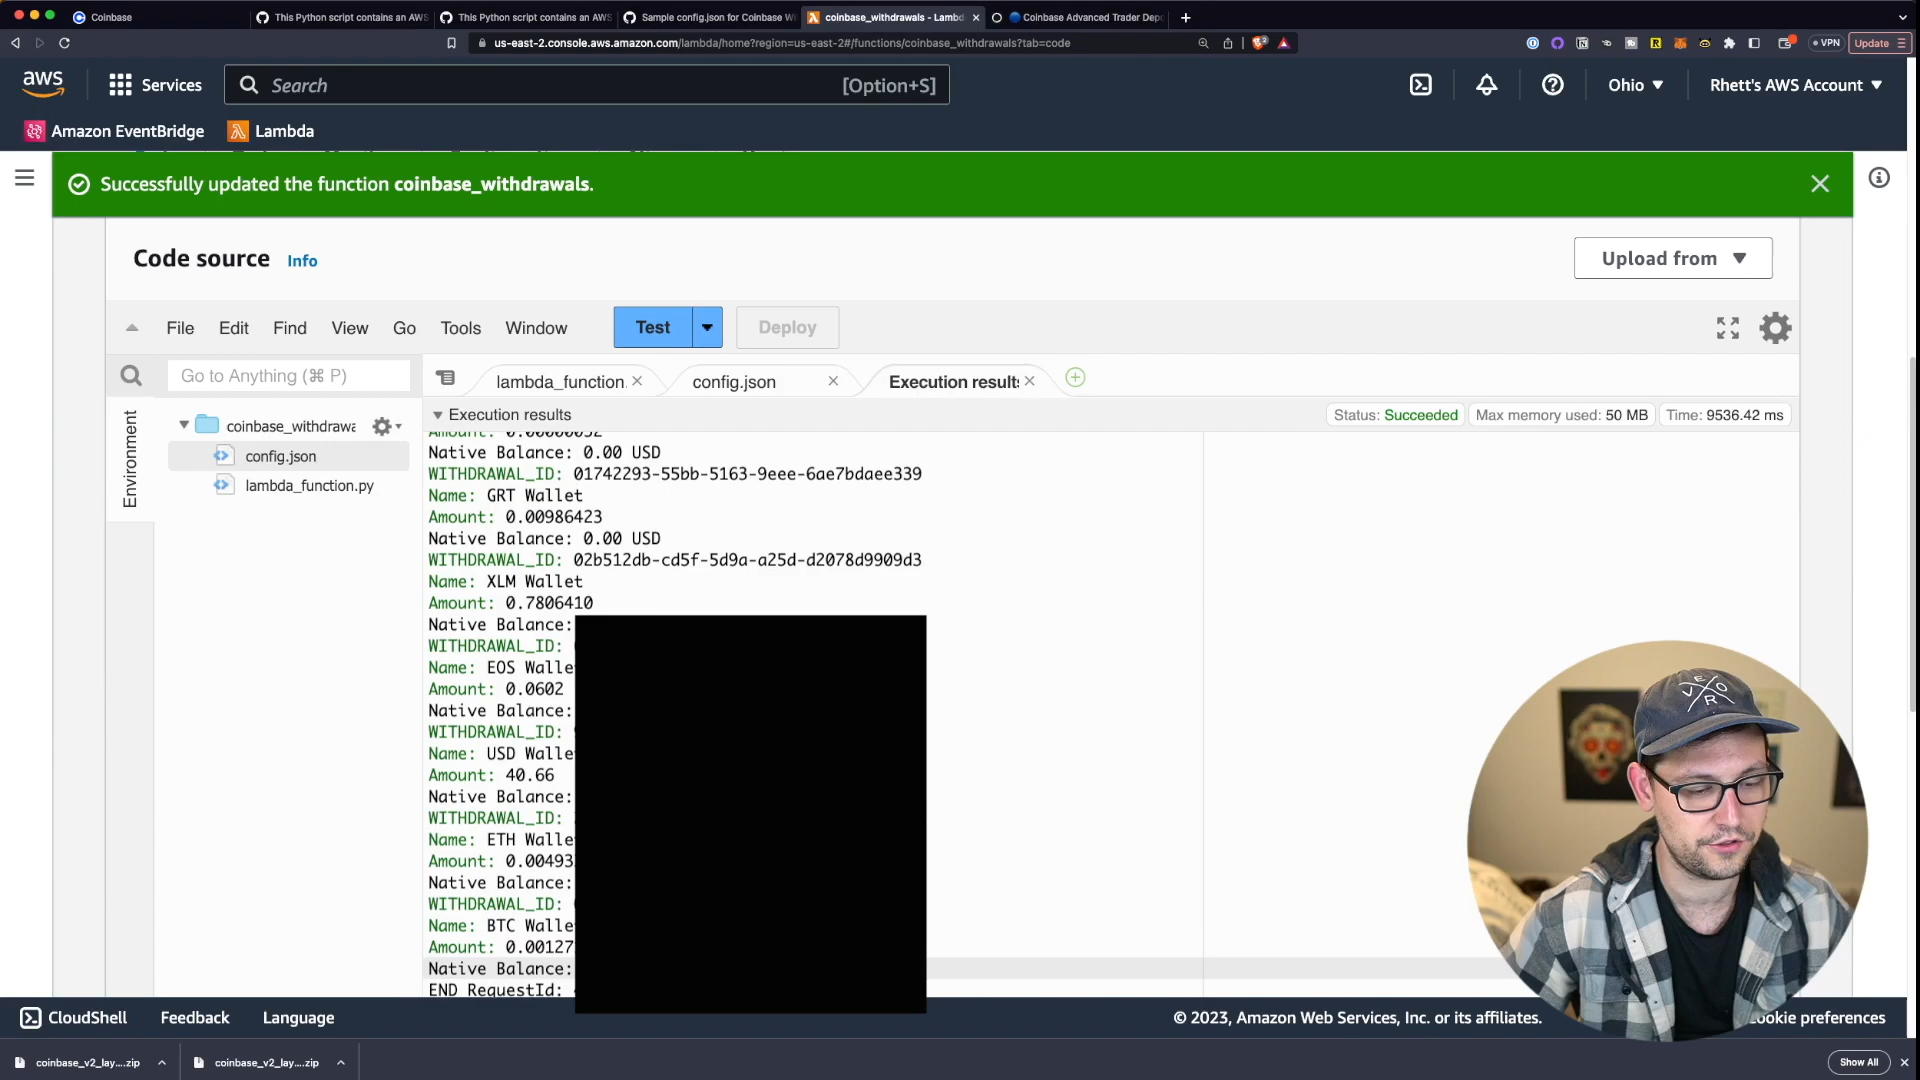 Coinbase
This Python script contains an AWS
This Python script contains an AWS
Sample config.json for Coinbase Wi
coinbase_withdrawals - Lambd
Coinbase Advanced Trader Depo
us-east-2.console.aws.amazon.com/lambda/home?region=us-east-2#/functions/coinbase_withdrawals?tab=code
VPN
Update
aws
Services
Search
[Option+S]
Ohio
Rhett's AWS Account
Amazon EventBridge
Lambda
Successfully updated the function coinbase_withdrawals.
Code source
Info
Upload from
File
Edit
Find
View
Go
Tools
Window
Test
Deploy
Go to Anything (⌘ P)
lambda_function.
config.json
Execution result
Environment
coinbase_withdrawa
config.json
lambda_function.py
Execution results
Status: Succeeded
Max memory used: 50 MB
Time: 9536.42 ms
Amount: 0.00000052
Native Balance: 0.00 USD
WITHDRAWAL_ID: 01742293-55bb-5163-9eee-6ae7bdaee339
Name: GRT Wallet
Amount: 0.00986423
Native Balance: 0.00 USD
WITHDRAWAL_ID: 02b512db-cd5f-5d9a-a25d-d2078d9909d3
Name: XLM Wallet
Amount: 0.7806410
Native Balance:
WITHDRAWAL_ID:
Name: EOS Walle
Amount: 0.0602
Native Balance:
WITHDRAWAL_ID:
Name: USD Walle
Amount: 40.66
Native Balance:
WITHDRAWAL_ID:
Name: ETH Walle
Amount: 0.00493
Native Balance:
WITHDRAWAL_ID:
Name: BTC Walle
Amount: 0.00127
Native Balance:
END RequestId:
VEOR
CloudShell
Feedback
Language
© 2023, Amazon Web Services, Inc. or its affiliates.
ookie preferences
coinbase_v2_lay....zip
coinbase_v2_lay....zip
Show All